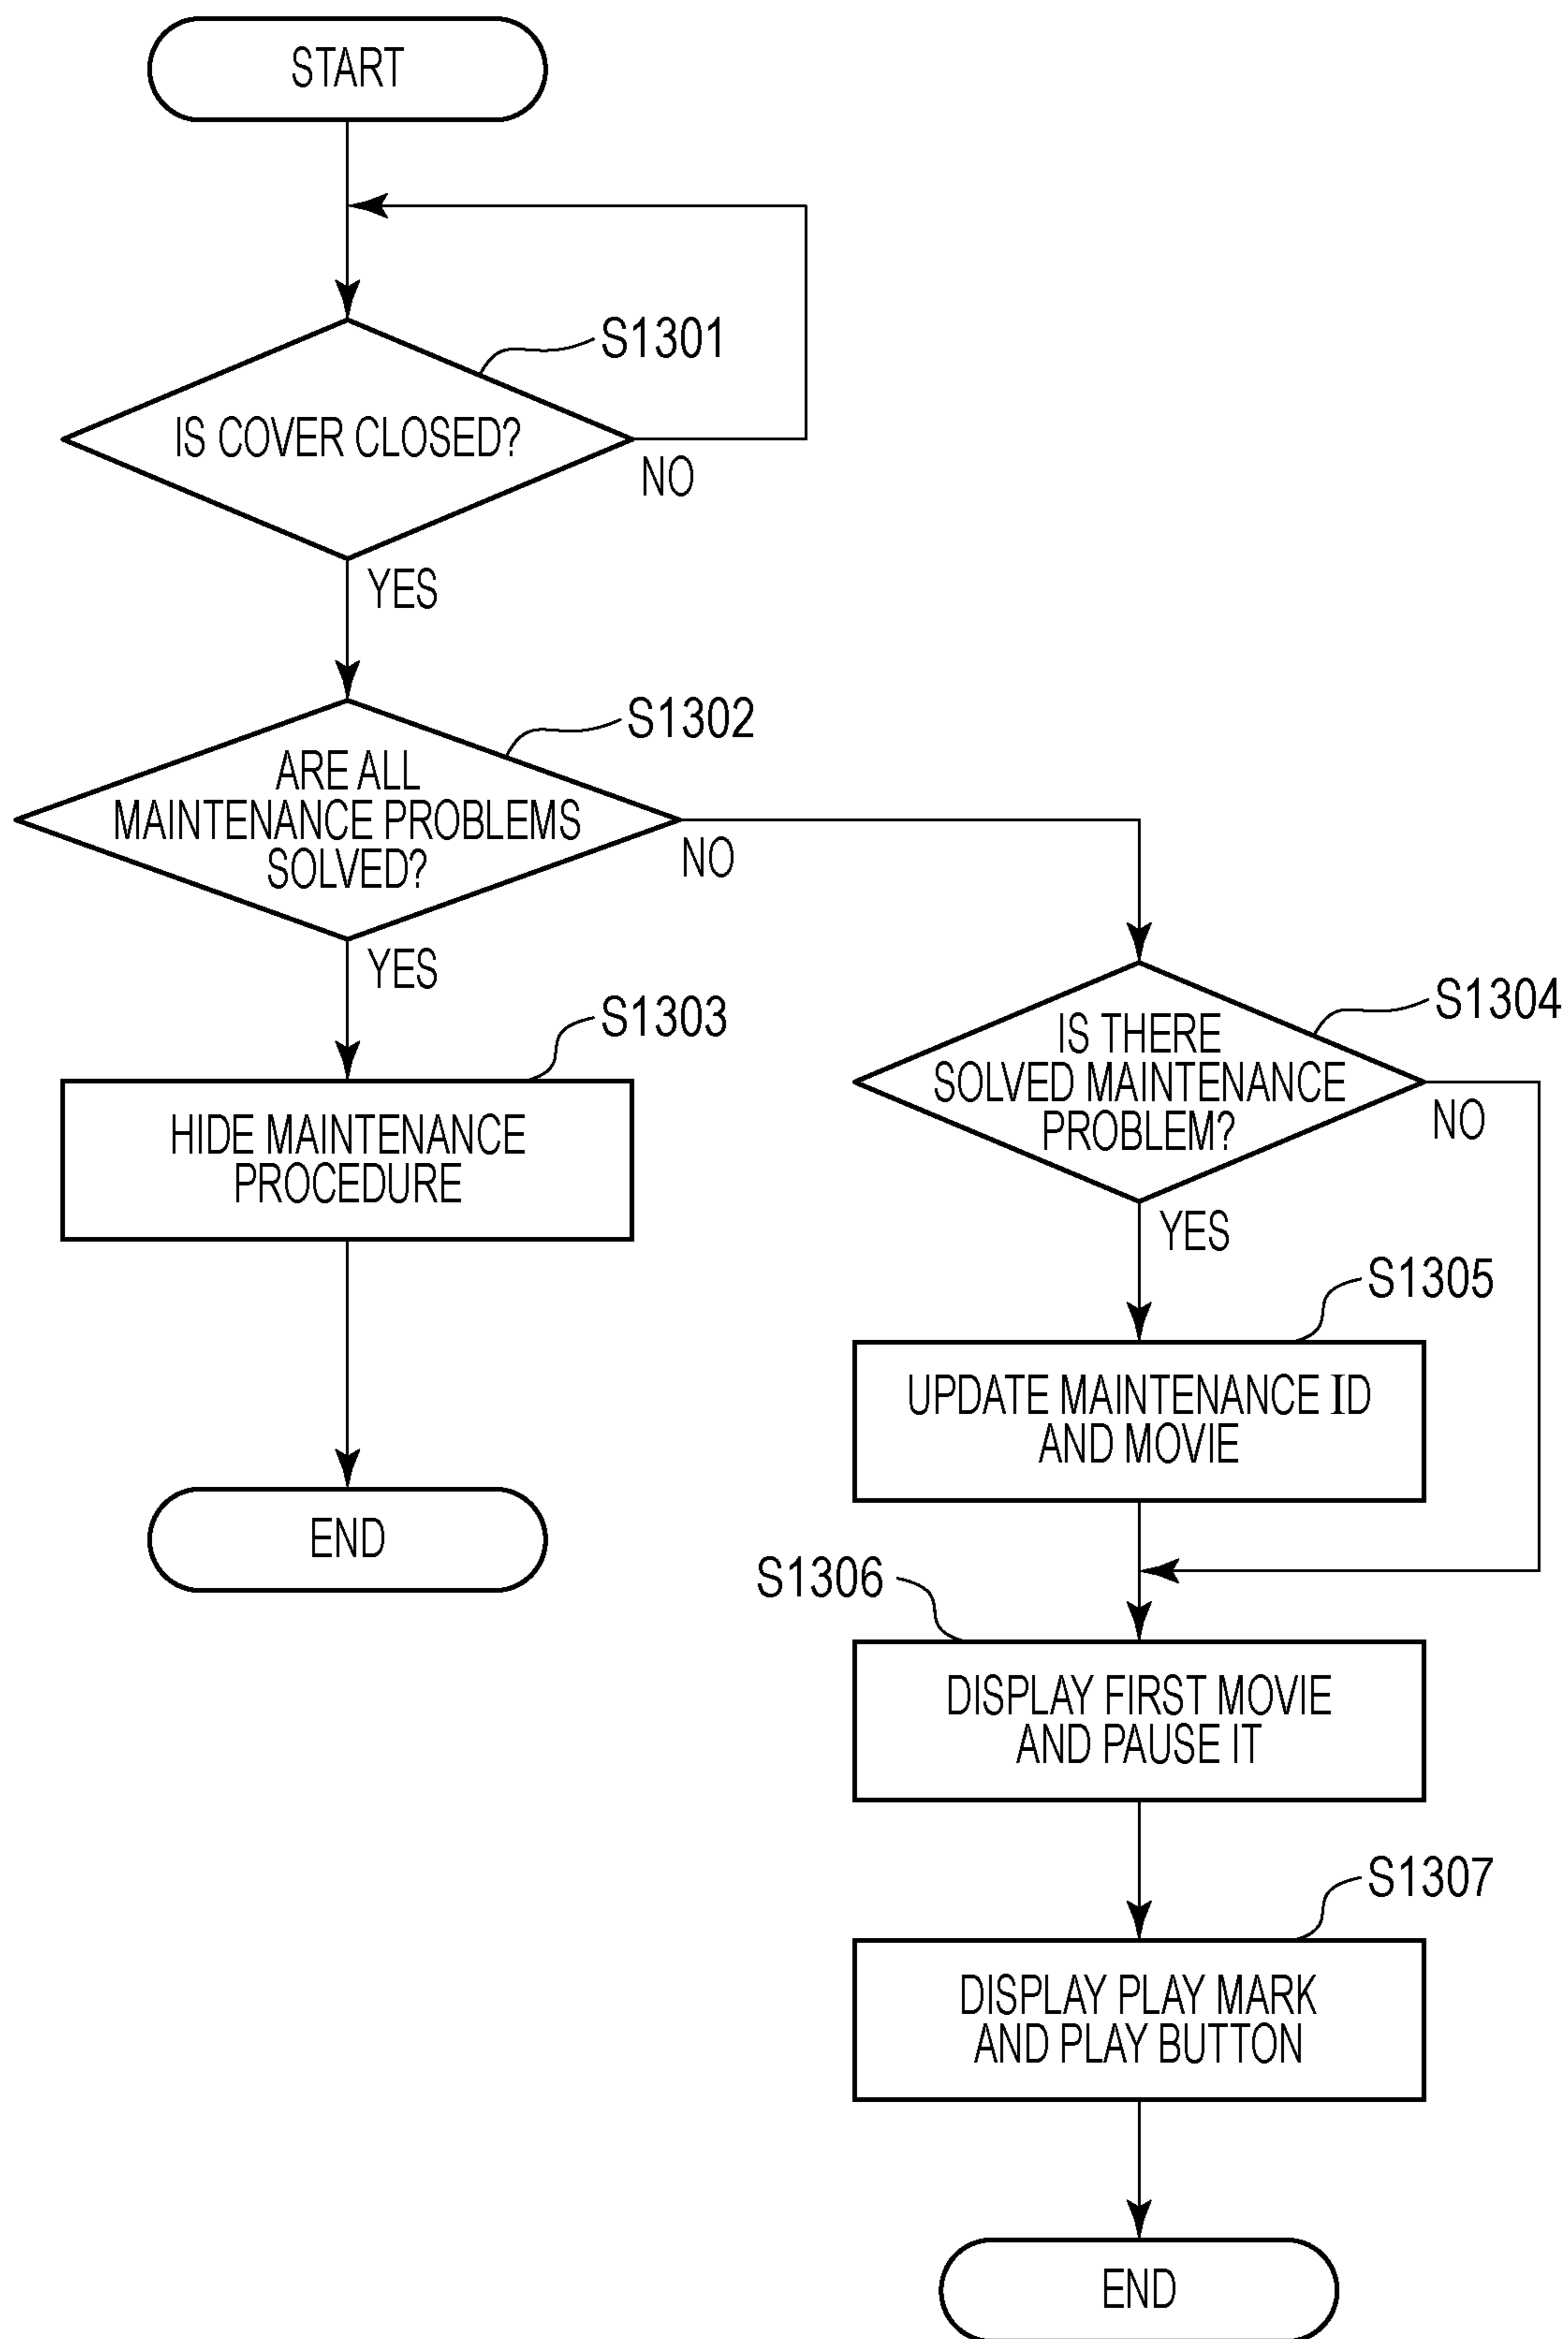 START
S1301
IS COVER CLOSED?
NO
YES
S1302
ARE ALL
MAINTENANCE PROBLEMS
SOLVED?
NO
YES
S1303
HIDE MAINTENANCE
PROCEDURE
END
S1304
IS THERE
SOLVED MAINTENANCE
PROBLEM?
NO
YES
S1305
UPDATE MAINTENANCE ID
AND MOVIE
S1306
DISPLAY FIRST MOVIE
AND PAUSE IT
S1307
DISPLAY PLAY MARK
AND PLAY BUTTON
END